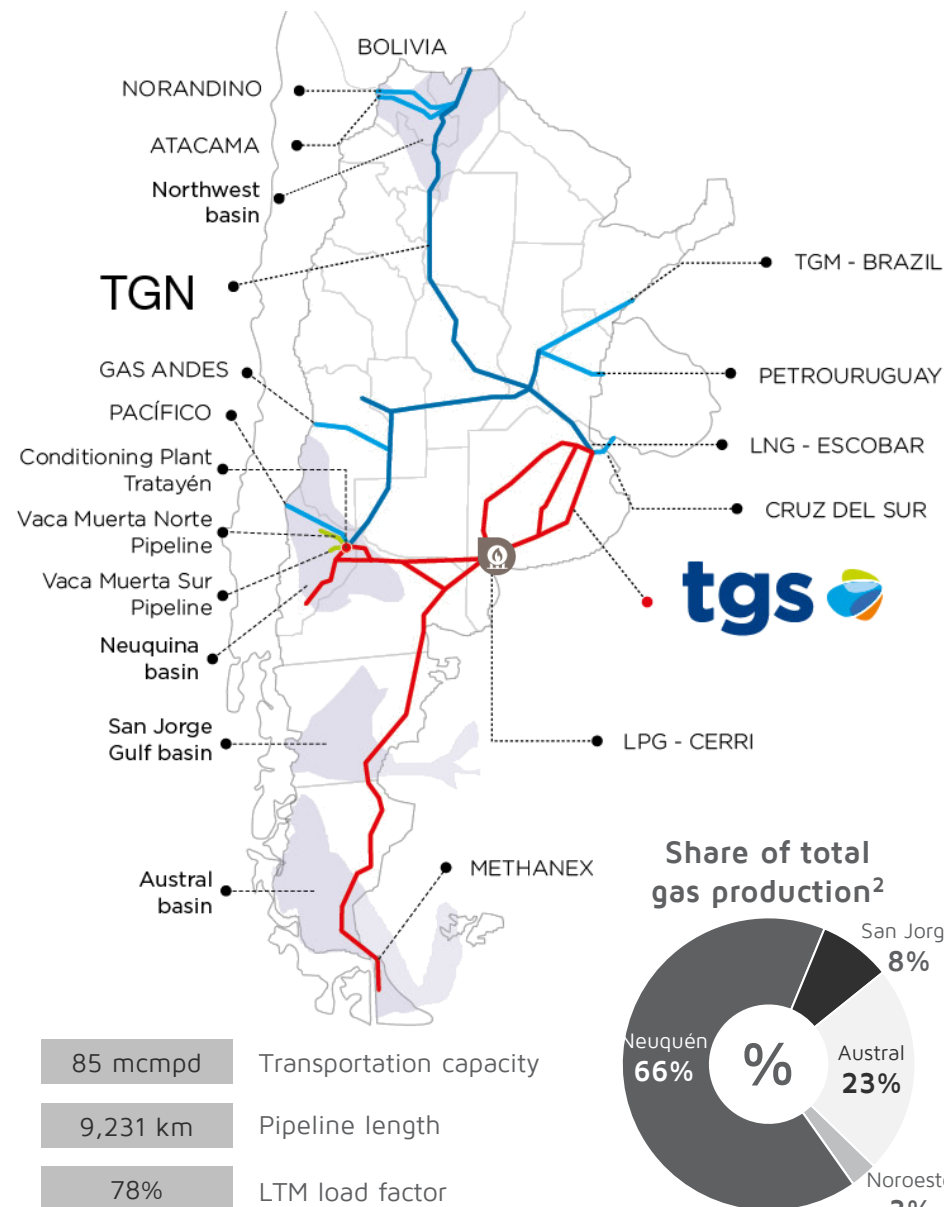 BOLIVIA
NORANDINO
ATACAMA
Northwest
basin
TGN
TGM - BRAZIL
GAS ANDES
PETROURUGUAY
PACÍFICO
LNG - ESCOBAR
Conditioning Plant
Tratayén
CRUZ DEL SUR
Vaca Muerta Norte
Pipeline
Vaca Muerta Sur
Pipeline
tgs
Neuquina
basin
San Jorge
Gulf basin
LPG - CERRI
METHANEX
Austral
basin
Share of total
gas production²
San Jorg
8%
Neuquén
66%
%
Austral
23%
Noroeste
85 mcmpd Transportation capacity
9,231 km Pipeline length
78% LTM load factor